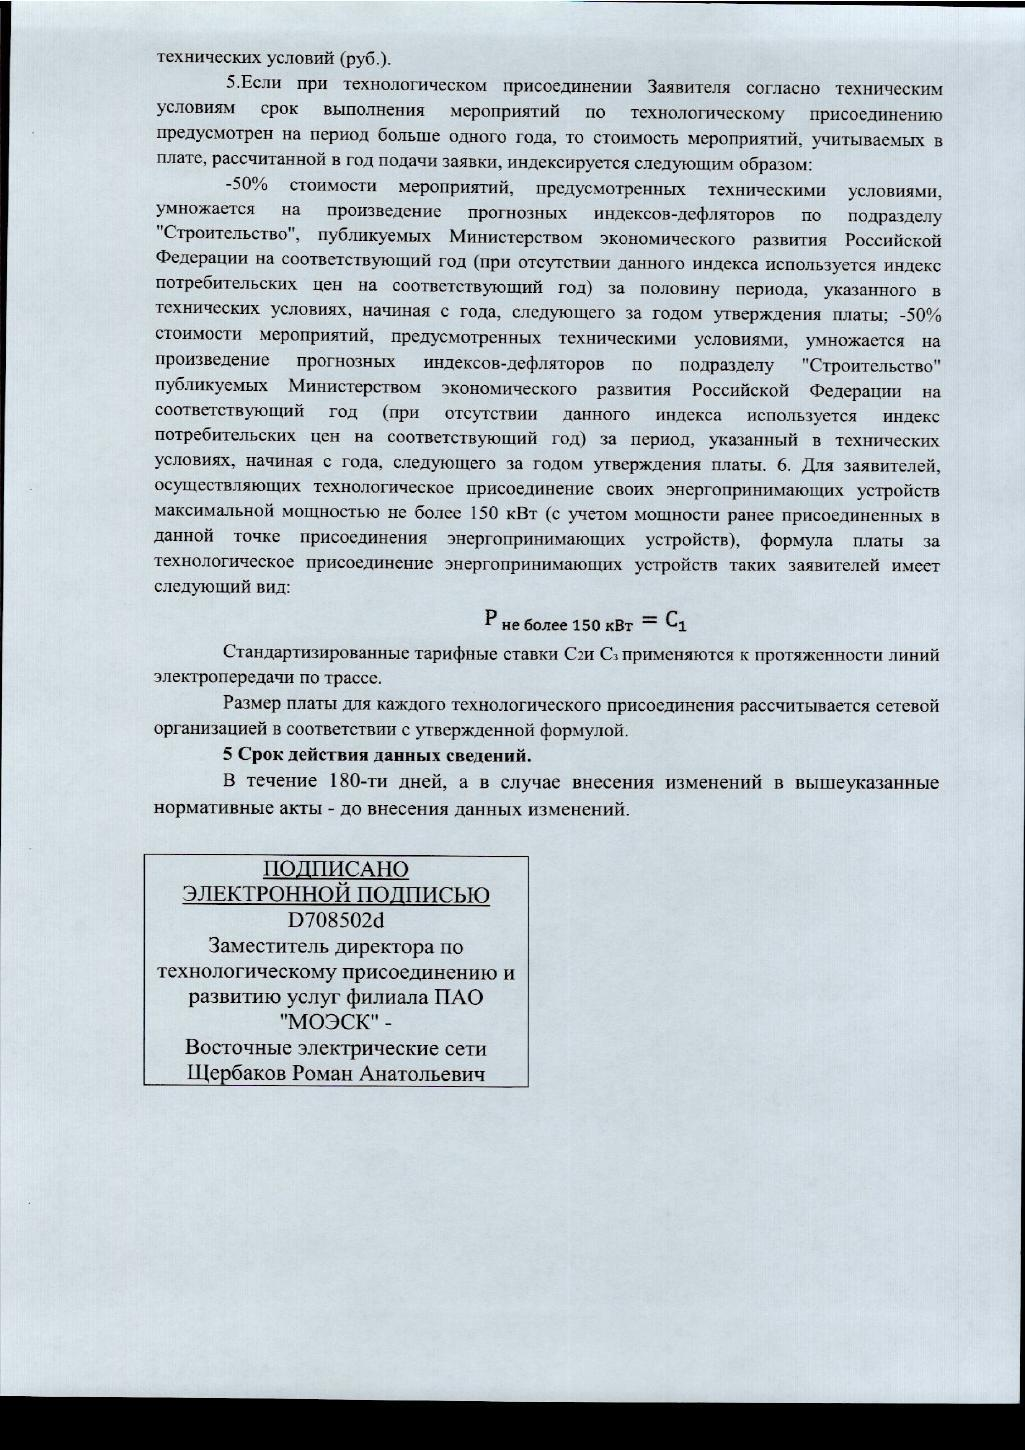 технических условий (руб.).
5.Если при технологическом присоединении Заявителя согласно техническим
условиям срок выполнения мероприятий по технологическому присоединению
предусмотрен на период больше одного года, то стоимость мероприятий, учитываемых в
плате, рассчитанной в год подачи заявки, индексируется следующим образом:
-50% стоимости мероприятий, предусмотренных техническими условиями,
умножается на произведение прогнозных индексов-дефляторов по подразделу
"Строительство", публикуемых Министерством экономического развития Российской
Федерации на соответствующий год (при отсутствии данного индекса используется индекс
потребительских цен на соответствующий год) за половину периода, указанного в
технических условиях, начиная с года, следующего за годом утверждения платы; -50%
стоимости мероприятий, предусмотренных техническими условиями, умножается на
произведение прогнозных индексов-дефляторов по подразделу "Строительство"
публикуемых Министерством экономического развития Российской Федерации на
соответствующий год (при отсутствии данного индекса используется индекс
потребительских цен на соответствующий год) за период, указанный в технических
условиях, начиная с года, следующего за годом утверждения платы. 6. Для заявителей,
осуществляющих технологическое присоединение своих энергопринимающих устройств
максимальной мощностью не более 150 кВт (с учетом мощности ранее присоединенных в
данной точке присоединения энергопринимающих устройств), формула платы за
технологическое присоединение энергопринимающих устройств таких заявителей имеет
следующий вид:
P не более 150 кВт = C1
Стандартизированные тарифные ставки С2и С3 применяются к протяженности линий
электропередачи по трассе.
Размер платы для каждого технологического присоединения рассчитывается сетевой
организацией в соответствии с утвержденной формулой.
5 Срок действия данных сведений.
В течение 180-ти дней, а в случае внесения изменений в вышеуказанные
нормативные акты - до внесения данных изменений.
ПОДПИСАНО
ЭЛЕКТРОННОЙ ПОДПИСЬЮ
D708502d
Заместитель директора по
технологическому присоединению и
развитию услуг филиала ПАО
"МОЭСК" -
Восточные электрические сети
Щербаков Роман Анатольевич